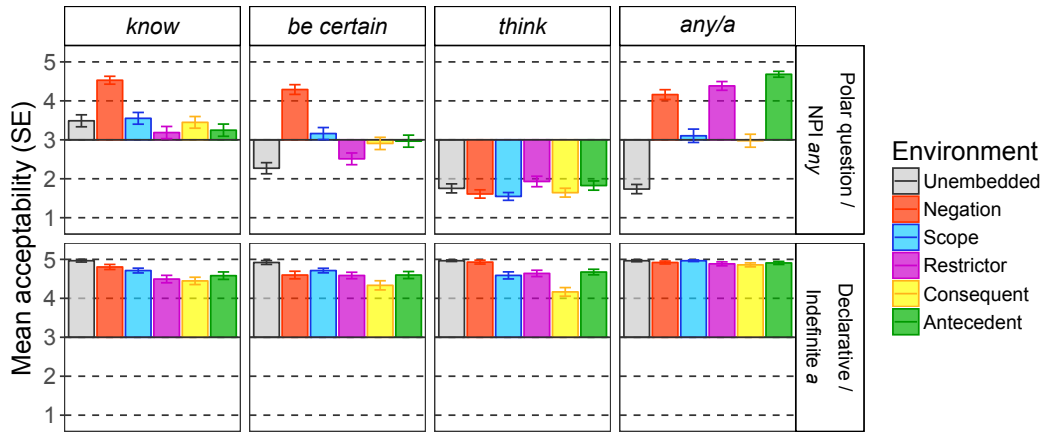 know
be certain
think
any/a
Mean acceptability (SE)
5
4
3
2
1
Polar question /
NPI any
5
4
3
2
1
Declarative /
Indefinite a
Environment
Unembedded
Negation
Scope
Restrictor
Consequent
Antecedent